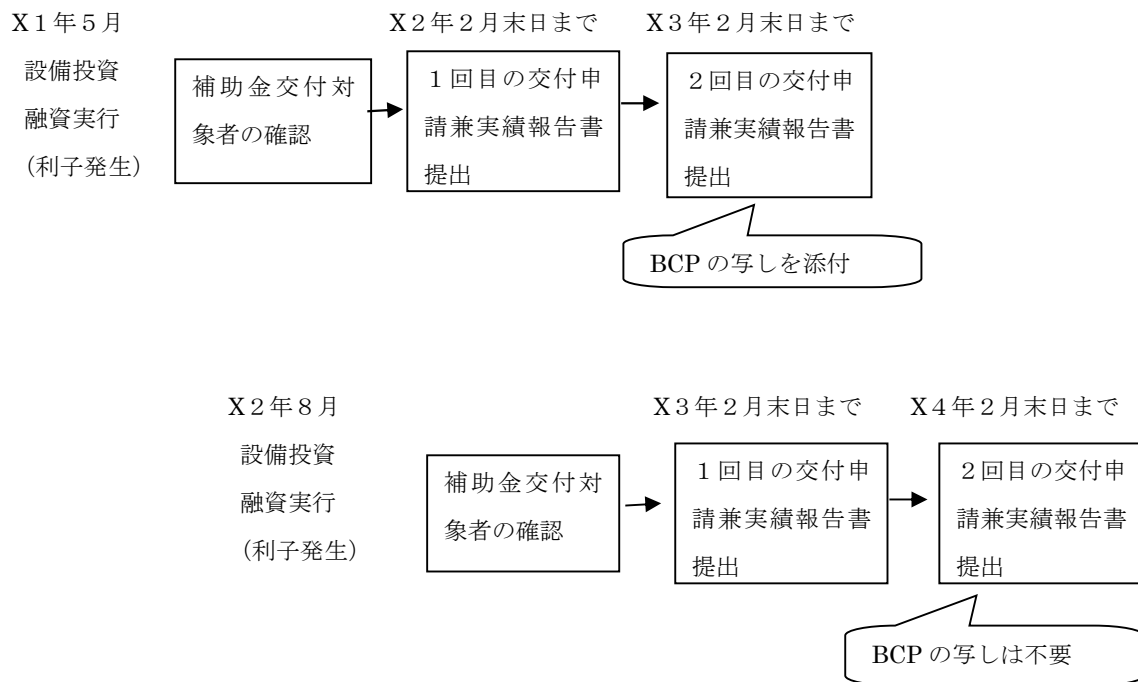 X1年5月
設備投資
融資実行
(利子発生)
補助金交付対
象者の確認
X2年2月末日まで
1回目の交付申
請兼実績報告書
提出
X3年2月末日まで
2回目の交付申
請兼実績報告書
提出
BCPの写しを添付
X2年8月
設備投資
融資実行
(利子発生)
補助金交付対
象者の確認
X3年2月末日まで
1回目の交付申
請兼実績報告書
提出
X4年2月末日まで
2回目の交付申
請兼実績報告書
提出
BCPの写しは不要